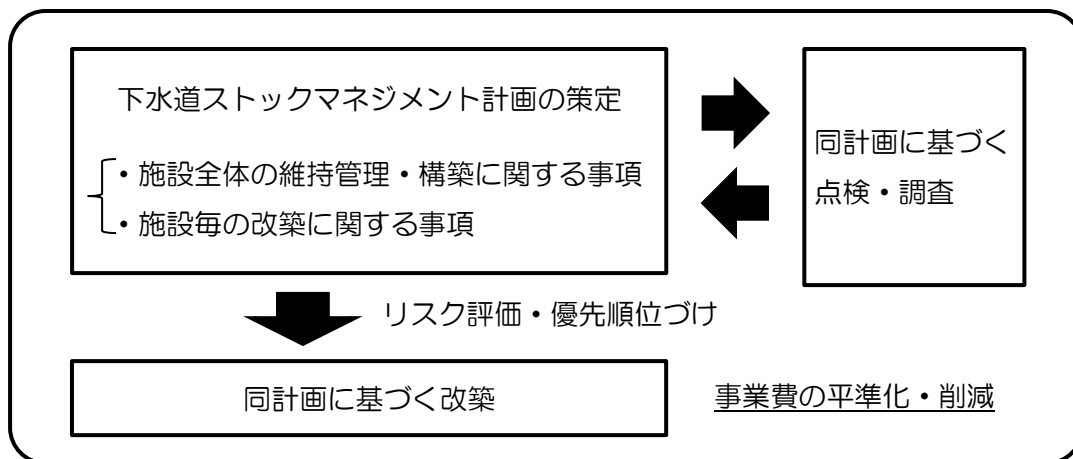 下水道ストックマネジメント計画の策定
・施設全体の維持管理・構築に関する事項
・施設毎の改築に関する事項
同計画に基づく
点検・調査
リスク評価・優先順位づけ
同計画に基づく改築
事業費の平準化・削減